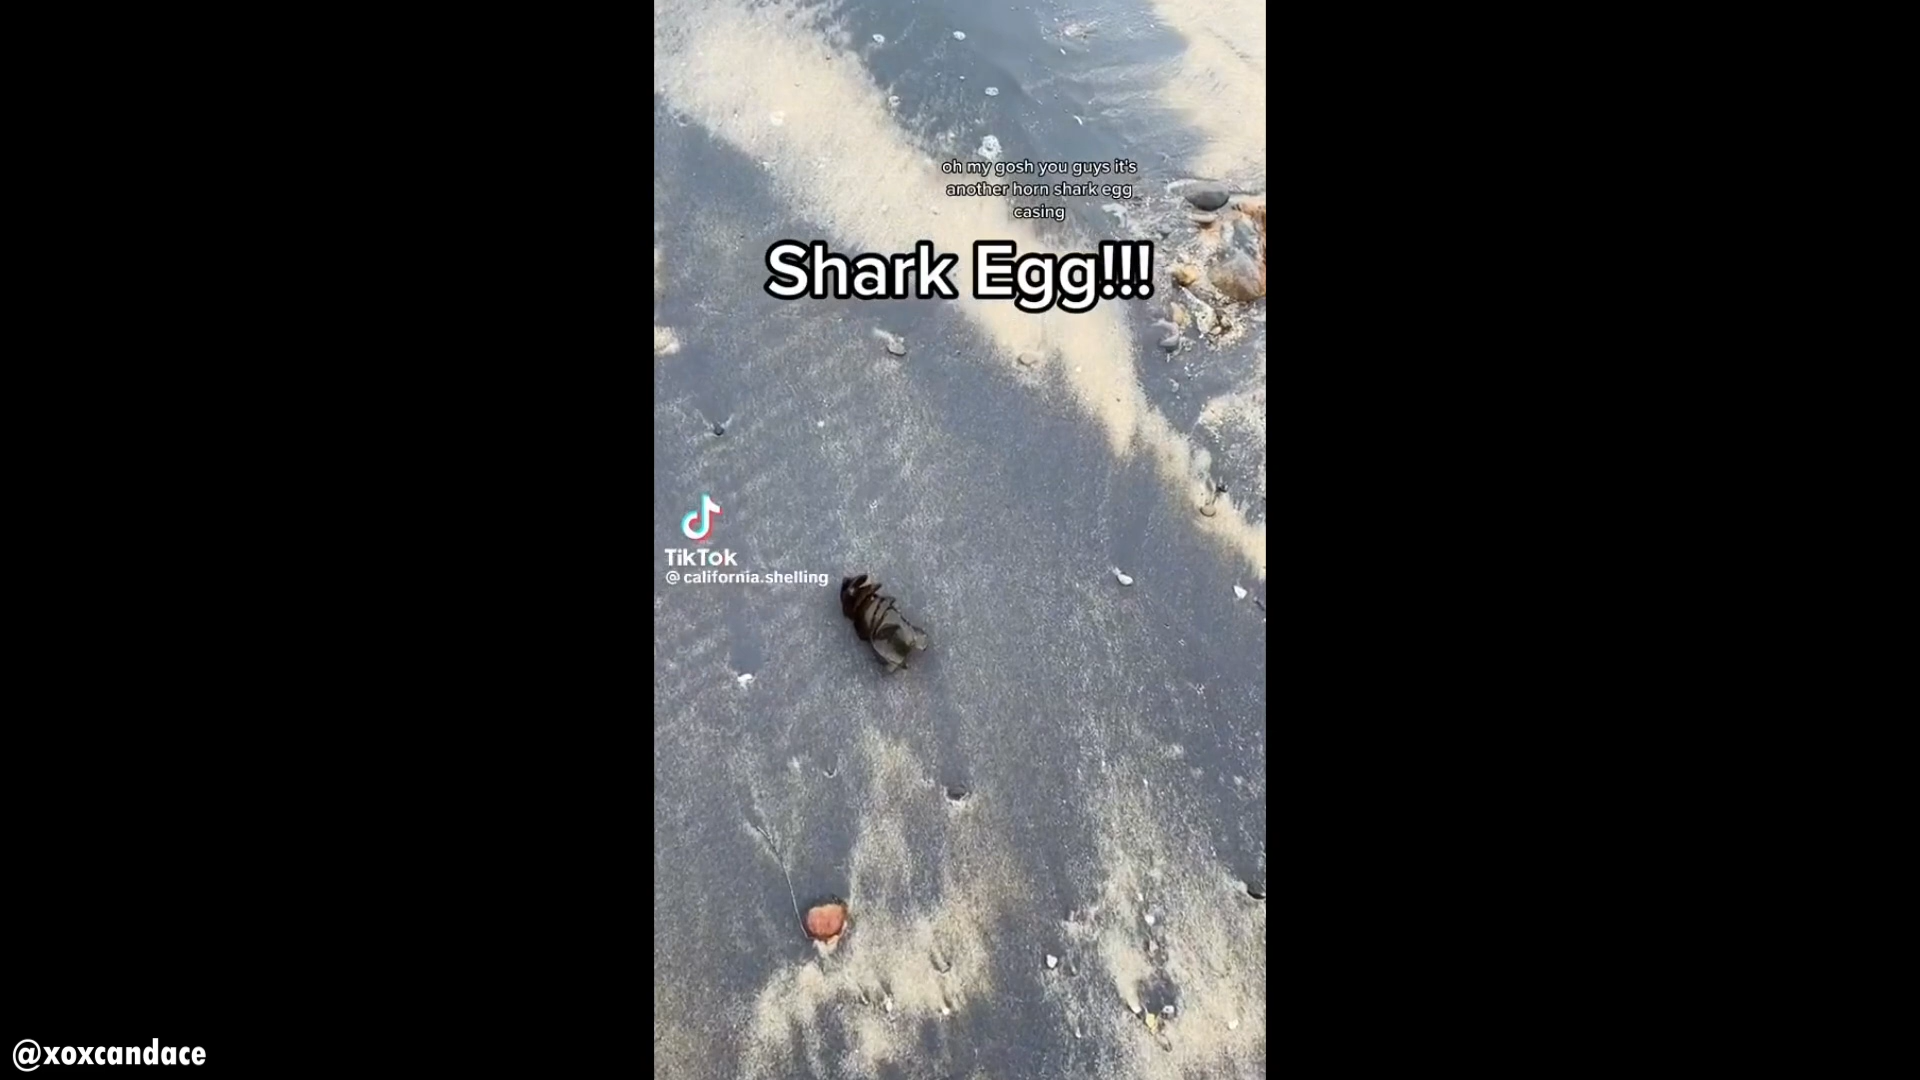 oh my gosh you guys it's
another horn shark egg
casing
Shark Egg!!!
TikTok
@california.shelling
@xoxcandace